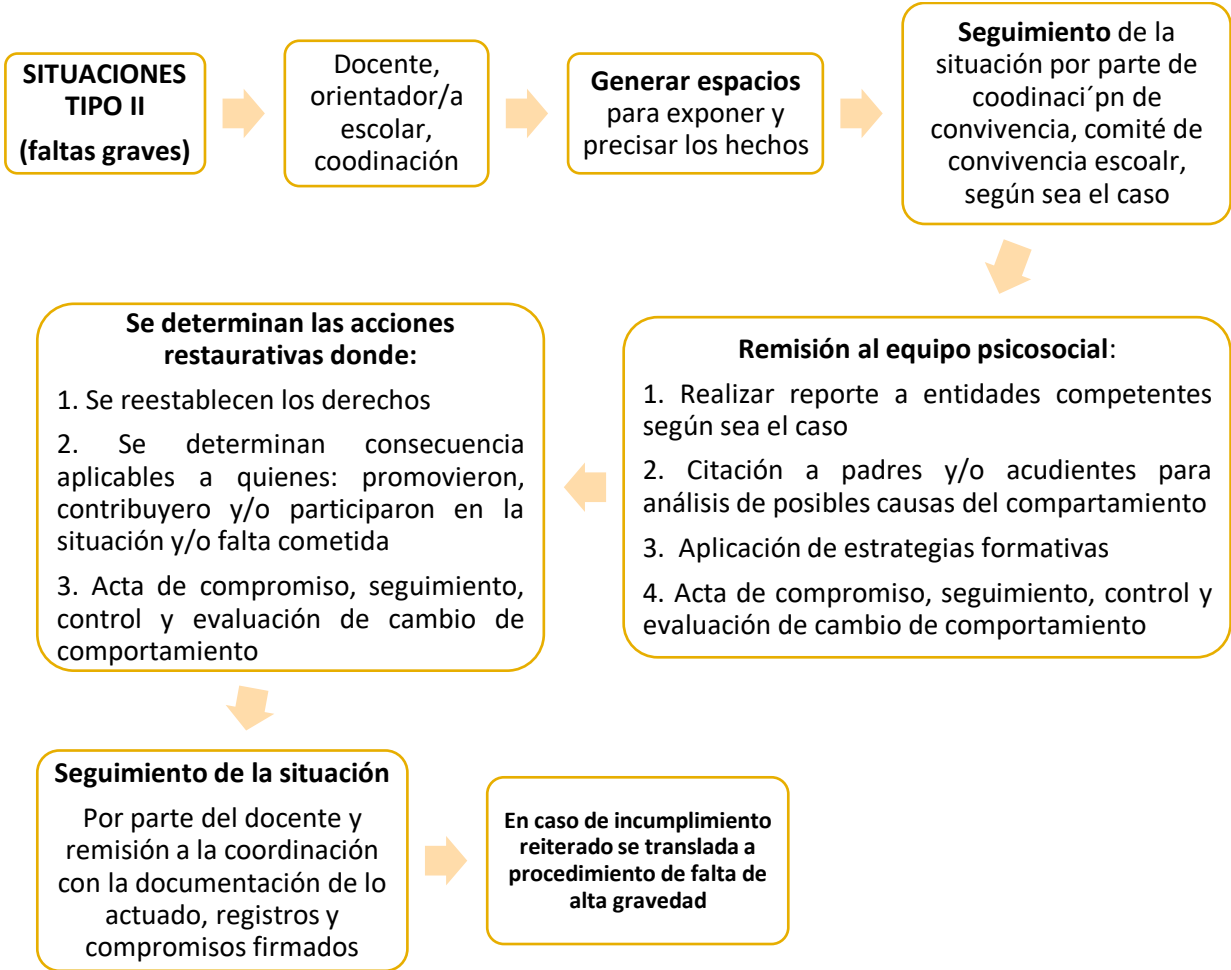 SITUACIONES
TIPO II
(faltas graves)
Docente,
orientador/a
escolar,
coodinación
Generar espacios
para exponer y
precisar los hechos
Seguimiento de la
situación por parte de
coodinaci´pn de
convivencia, comité de
convivencia escoalr,
según sea el caso
Remisión al equipo psicosocial:
1. Realizar reporte a entidades competentes
según sea el caso
2. Citación a padres y/o acudientes para
análisis de posibles causas del compartamiento
3. Aplicación de estrategias formativas
4. Acta de compromiso, seguimiento, control y
evaluación de cambio de comportamiento
Se determinan las acciones
restaurativas donde:
1. Se reestablecen los derechos
2. Se determinan consecuencia
aplicables a quienes: promovieron,
contribuyero y/o participaron en la
situación y/o falta cometida
3. Acta de compromiso, seguimiento,
control y evaluación de cambio de
comportamiento
Seguimiento de la situación
Por parte del docente y
remisión a la coordinación
con la documentación de lo
actuado, registros y
compromisos firmados
En caso de incumplimiento
reiterado se translada a
procedimiento de falta de
alta gravedad